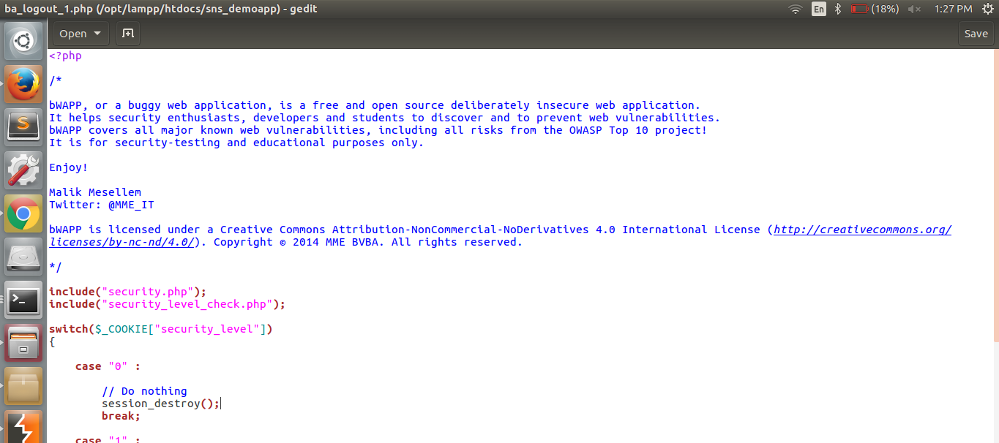 ba_logout_1.php (/opt/lampp/htdocs/sns_demoapp) - gedit
En
(18%)
1:27 PM
Open
Save
<?php
/*
bWAPP, or a buggy web application, is a free and open source deliberately insecure web application.
It helps security enthusiasts, developers and students to discover and to prevent web vulnerabilities.
bWAPP covers all major known web vulnerabilities, including all risks from the OWASP Top 10 project!
It is for security-testing and educational purposes only.
Enjoy!
Malik Mesellem
Twitter: @MME_IT
bWAPP is licensed under a Creative Commons Attribution-NonCommercial-NoDerivatives 4.0 International License (http://creativecommons.org/
licenses/by-nc-nd/4.0/). Copyright © 2014 MME BVBA. All rights reserved.
*/
include("security.php");
include("security_level_check.php");
switch($_COOKIE["security_level"])
{
case "0" :
// Do nothing
session_destroy();
break;
case "1" :